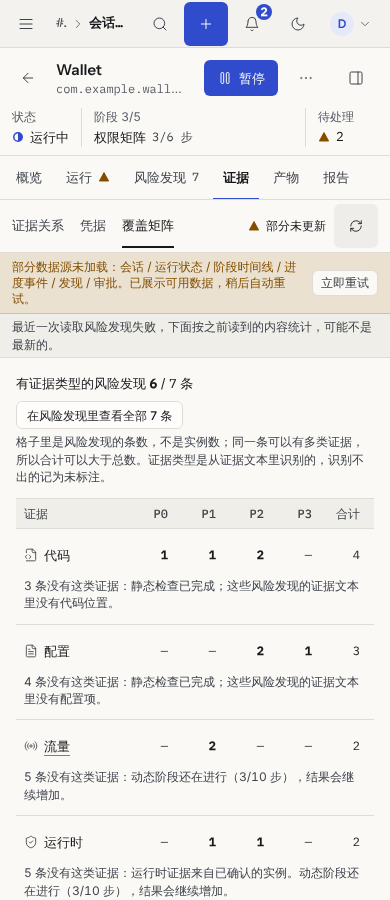 #. 会话...
2
D
Wallet
com.example.wall...
暂停
状态
运行中
阶段 3/5
权限矩阵 3/6 步
待处理
2
概览 运行 风险发现 7 证据 产物 报告
证据关系 凭据 覆盖矩阵 部分未更新
部分数据源未加载：会话 / 运行状态 / 阶段时间线 / 进
度事件 / 发现 / 审批。已展示可用数据，稍后自动重
试。
立即重试
最近一次读取风险发现失败，下面按之前读到的内容统计，可能不是
最新的。
有证据类型的风险发现 6 / 7 条
在风险发现里查看全部 7 条
格子里是风险发现的条数，不是实例数；同一条可以有多类证据，
所以合计可以大于总数。证据类型是从证据文本里识别的，识别不
出的记为未标注。
证据 P0 P1 P2 P3 合计
代码 1 1 2 – 4
3 条没有这类证据：静态检查已完成；这些风险发现的证据文本
里没有代码位置。
配置 – – 2 1 3
4 条没有这类证据：静态检查已完成；这些风险发现的证据文本
里没有配置项。
流量 – 2 – – 2
5 条没有这类证据：动态阶段还在进行（3/10 步），结果会继
续增加。
运行时 – 1 1 – 2
5 条没有这类证据：运行时证据来自已确认的实例。动态阶段还
在进行（3/10 步），结果会继续增加。